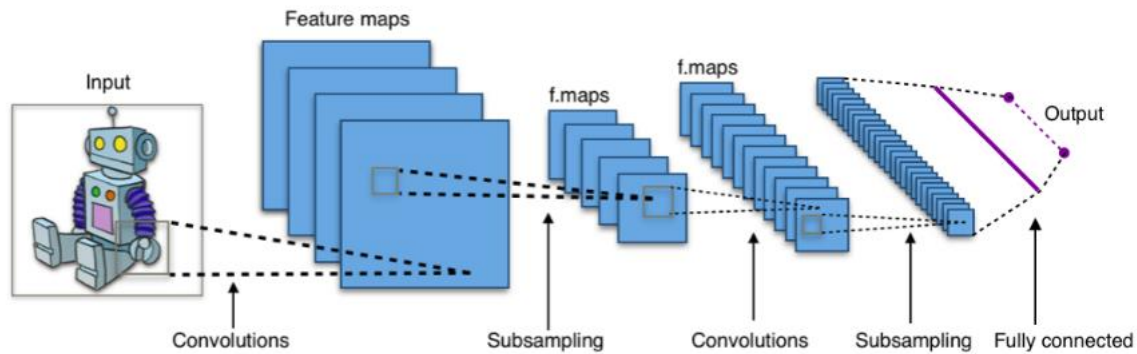 Feature maps
Input
f.maps
f.maps
Output
Convolutions
Subsampling
Convolutions
Subsampling
Fully connected